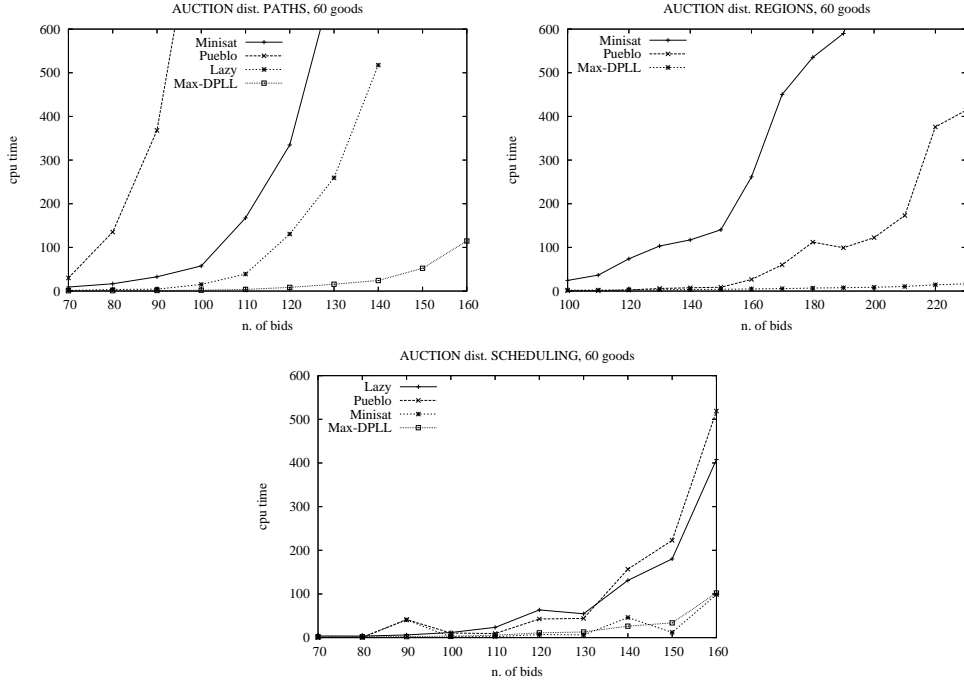 AUCTION dist. PATHS, 60 goods
600
500
400
300
200
100
0
cpu time
Minisat
Pueblo
Lazy
Max-DPLL
70 80 90 100 110 120 130 140 150 160
n. of bids
AUCTION dist. REGIONS, 60 goods
600
500
400
300
200
100
0
cpu time
Minisat
Pueblo
Max-DPLL
100 120 140 160 180 200 220
n. of bids
AUCTION dist. SCHEDULING, 60 goods
600
500
400
300
200
100
0
cpu time
Lazy
Pueblo
Minisat
Max-DPLL
70 80 90 100 110 120 130 140 150 160
n. of bids